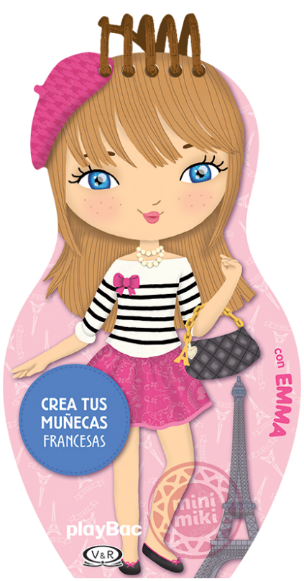 CREA TUS
MUÑECAS
FRANCESAS
con EMMA
mini
miki
playBac
V&R